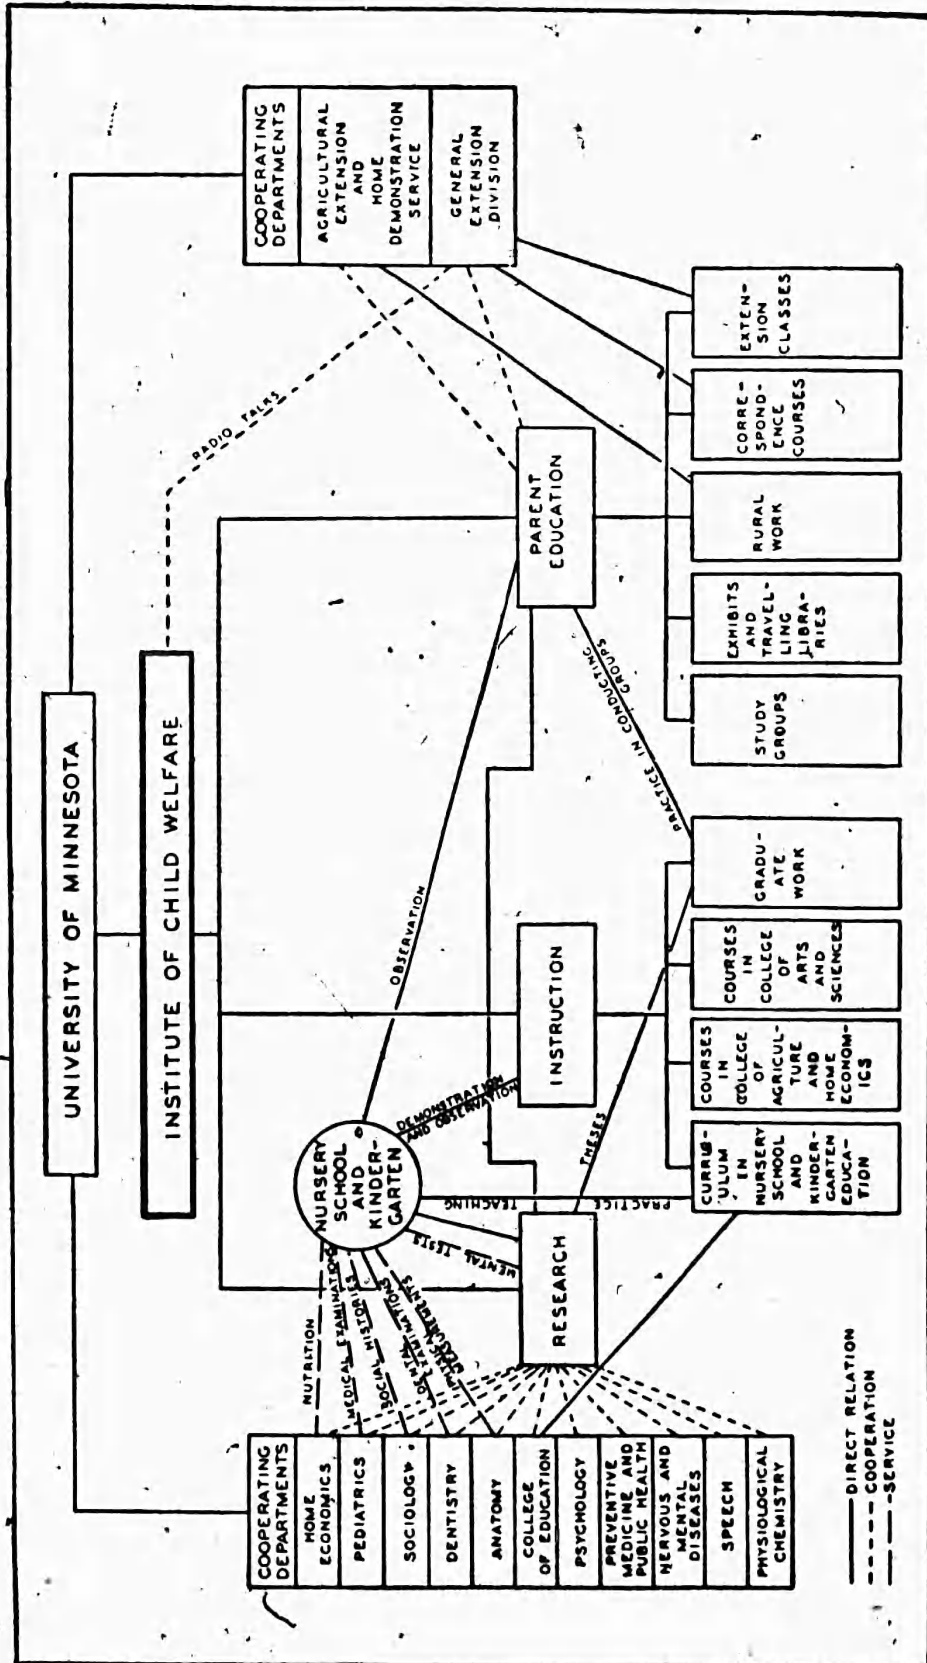 UNIVERSITY OF MINNESOTA
INSTITUTE OF CHILD WELFARE
COOPERATING
DEPARTMENTS
HOME
ECONOMICS
PEDIATRICS
SOCIOLOGY
DENTISTRY
ANATOMY
COLLEGE
OF EDUCATION
PSYCHOLOGY
PREVENTIVE
MEDICINE AND
PUBLIC HEALTH
NERVOUS AND
MENTAL
DISEASES
SPEECH
PHYSIOLOGICAL
CHEMISTRY
NUTRITION
MEDICAL EXAMINATIONS
SOCIAL HISTORIES
DENTAL
EXAMINATIONS
PHYSICAL
MEASUREMENTS
NURSERY
SCHOOL
AND
KINDER-
GARTEN
MENTAL TESTS
PRACTICE TEACHING
DEMONSTRATION
AND OBSERVATION
OBSERVATION
RADIO TALKS
COOPERATING
DEPARTMENTS
AGRICULTURAL
EXTENSION
AND
HOME
DEMONSTRATION
SERVICE
GENERAL
EXTENSION
DIVISION
RESEARCH
INSTRUCTION
PARENT
EDUCATION
THESES
PRACTICE IN CONDUCTING
GROUPS
CURRIC-
ULUM
IN
NURSERY
SCHOOL
AND
KINDER-
GARTEN
EDUCA-
TION
COURSES
IN
COLLEGE
OF
AGRICUL-
TURE
AND
HOME
ECONOM-
ICS
COURSES
IN
COLLEGE
OF
ARTS
AND
SCIENCES
GRADU-
ATE
WORK
STUDY
GROUPS
EXHIBITS
AND
TRAVEL-
LING
LIBRA-
RIES
RURAL
WORK
CORRE-
SPOND-
ENCE
COURSES
EXTEN-
SION
CLASSES
DIRECT RELATION
COOPERATION
SERVICE